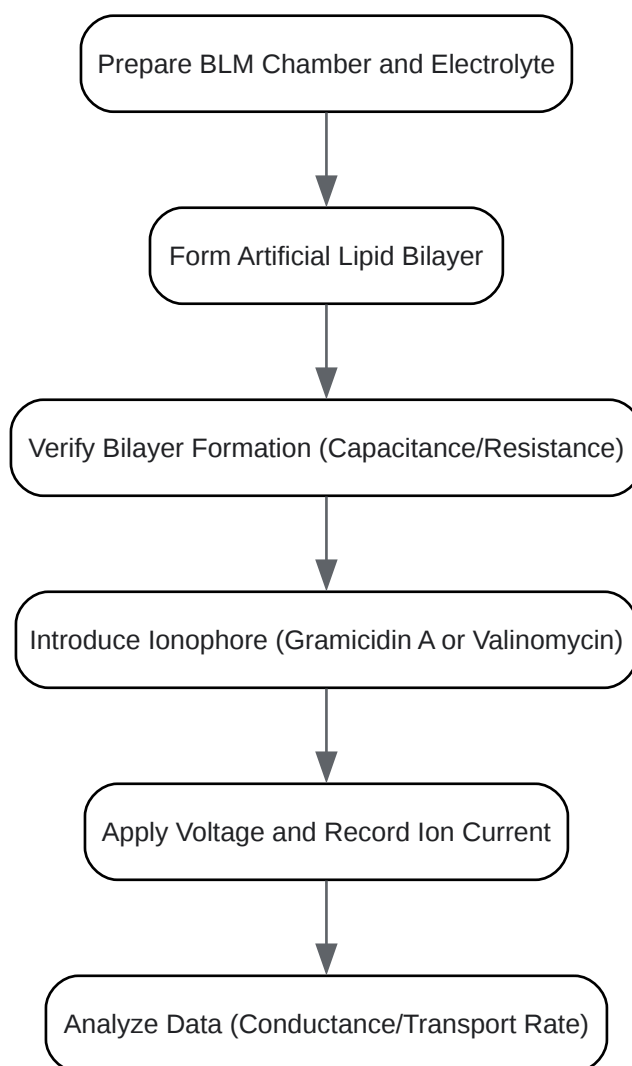 Prepare BLM Chamber and Electrolyte
Form Artificial Lipid Bilayer
Verify Bilayer Formation (Capacitance/Resistance)
Introduce Ionophore (Gramicidin A or Valinomycin)
Apply Voltage and Record Ion Current
Analyze Data (Conductance/Transport Rate)